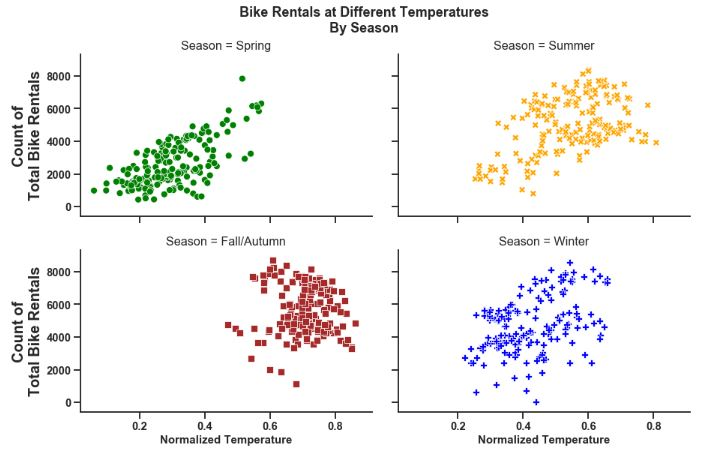 Bike Rentals at Different Temperatures
By Season
Season = Spring
Season = Summer
Count of
Total Bike Rentals
8000
6000
4000
2000
0
Season = Fall/Autumn
Season = Winter
Count of
Total Bike Rentals
8000
6000
4000
2000
0
0.2 0.4 0.6 0.8
Normalized Temperature
0.2 0.4 0.6 0.8
Normalized Temperature